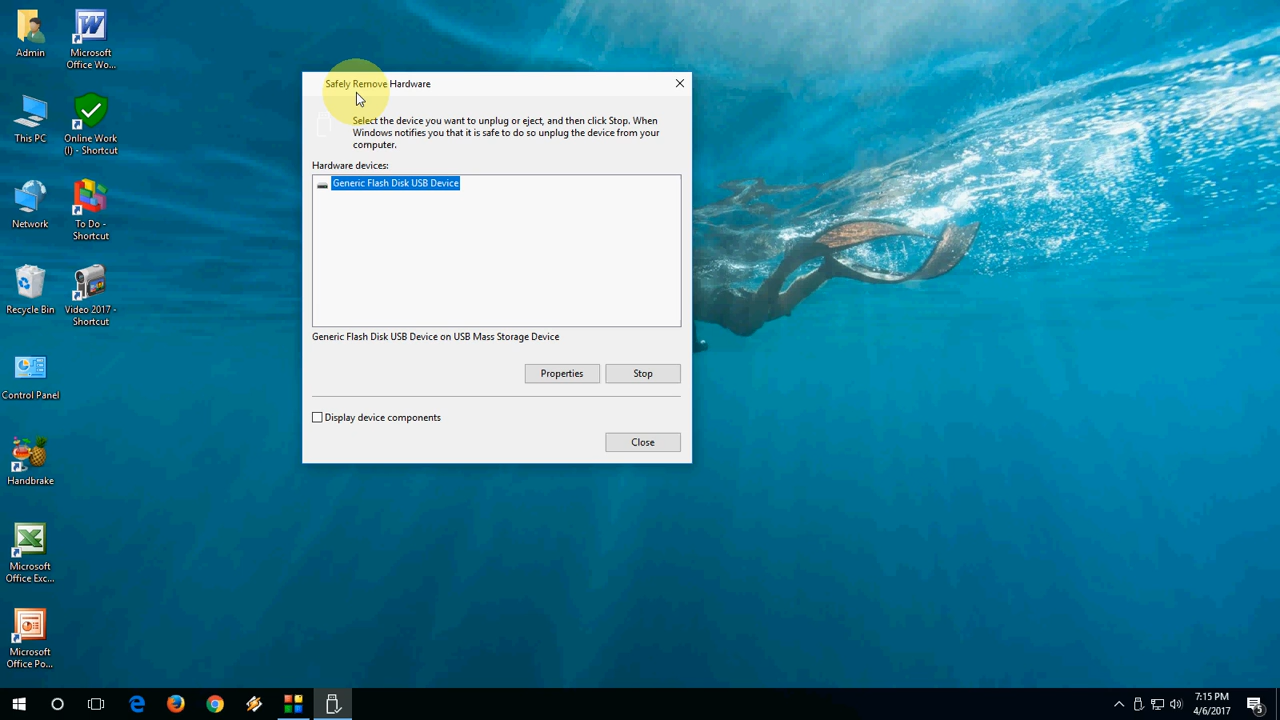 Admin
Microsoft
Office Wo...
This PC
Online Work
(I) - Shortcut
Network
To Do -
Shortcut
Recycle Bin
Video 2017 -
Shortcut
Control Panel
Handbrake
Microsoft
Office Exc...
Microsoft
Office Po...
Safely Remove Hardware
Select the device you want to unplug or eject, and then click Stop. When
Windows notifies you that it is safe to do so unplug the device from your
computer.
Hardware devices:
Generic Flash Disk USB Device
Generic Flash Disk USB Device on USB Mass Storage Device
Properties
Stop
Display device components
Close
7:15 PM
4/6/2017
5